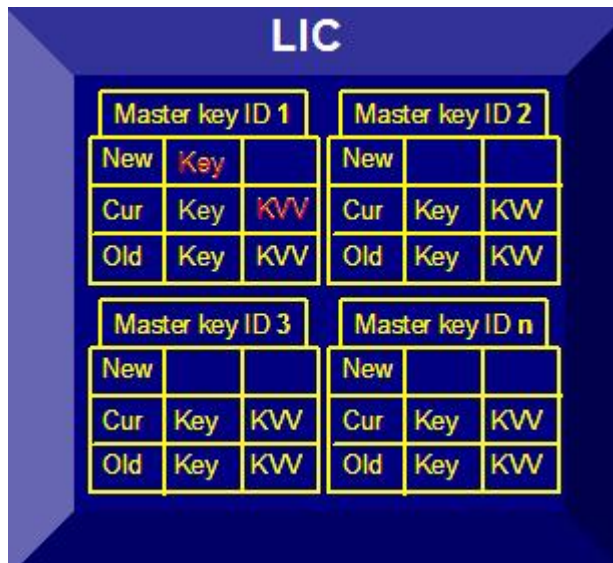 LIC
Master key ID 1
New Key
Cur Key KVV
Old Key KVV
Master key ID 2
New
Cur Key KVV
Old Key KVV
Master key ID 3
New
Cur Key KVV
Old Key KVV
Master key ID n
New
Cur Key KVV
Old Key KVV